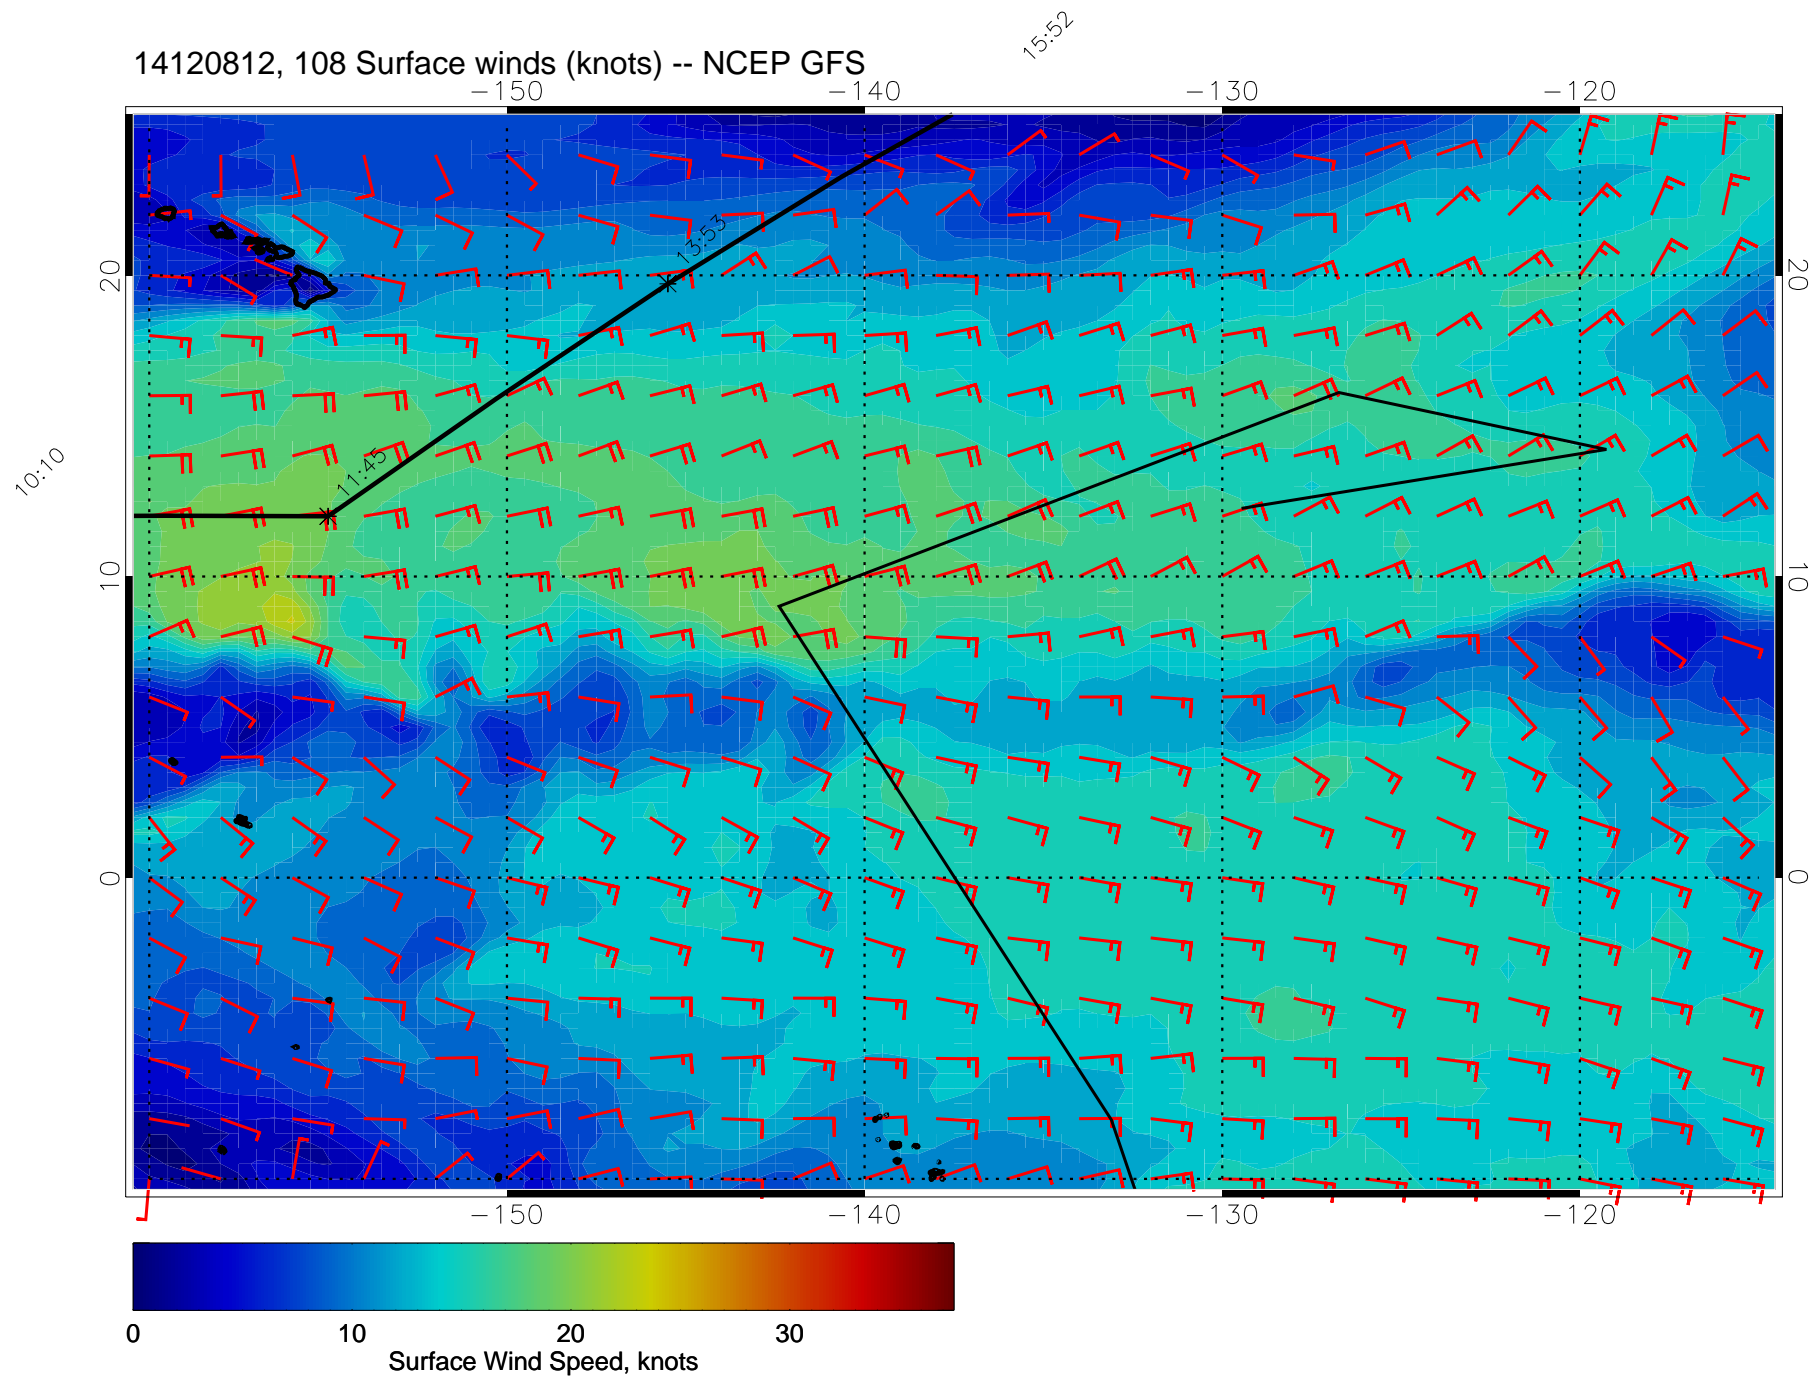 15:52
14120812, 108 Surface winds (knots) -- NCEP GFS
-150 -140 -130 -120
13:53
20 20
11:45
10:10
10 10
0 0
-150 -140 -130 -120
0 10 20 30
Surface Wind Speed, knots